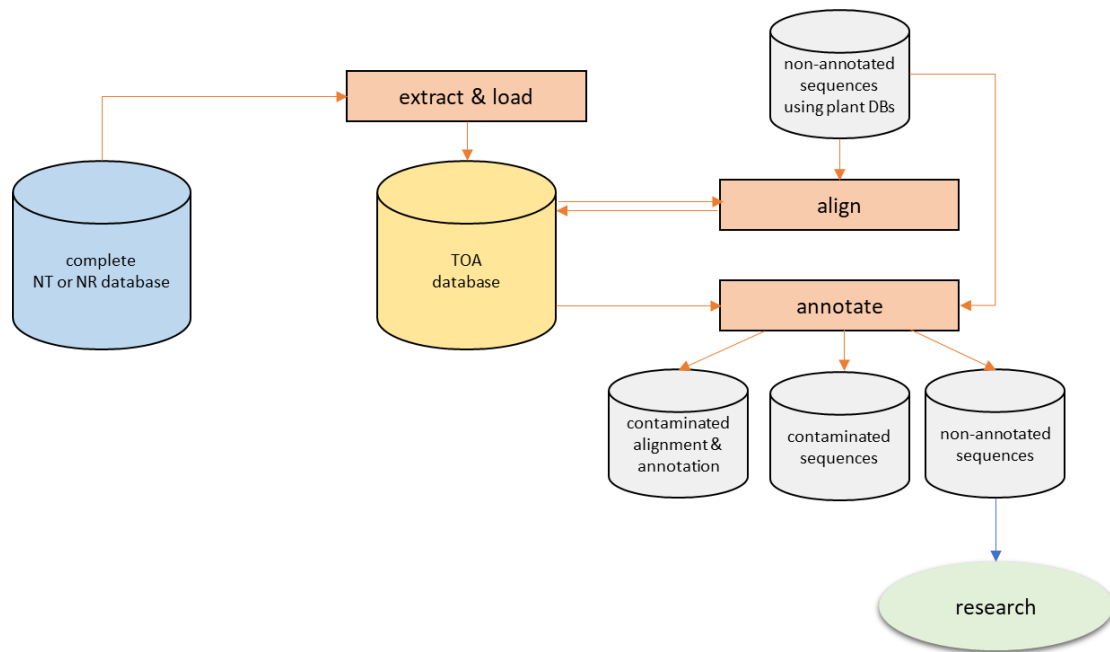 non-annotated
sequences
using plant DBs
extract & load
align
complete
NT or NR database
TOA
database
annotate
contaminated
alignment &
annotation
contaminated
sequences
non-annotated
sequences
research